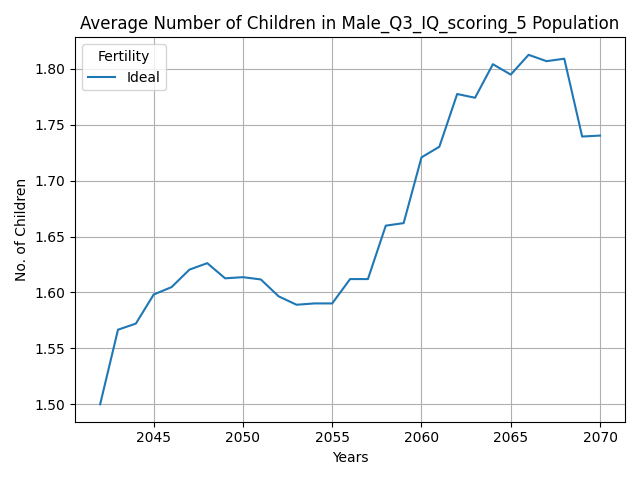 Average Number of Children in Male_Q3_IQ_scoring_5 Population
Fertility
Ideal
No. of Children
1.80
1.75
1.70
1.65
1.60
1.55
1.50
2045 2050 2055 2060 2065 2070
Years